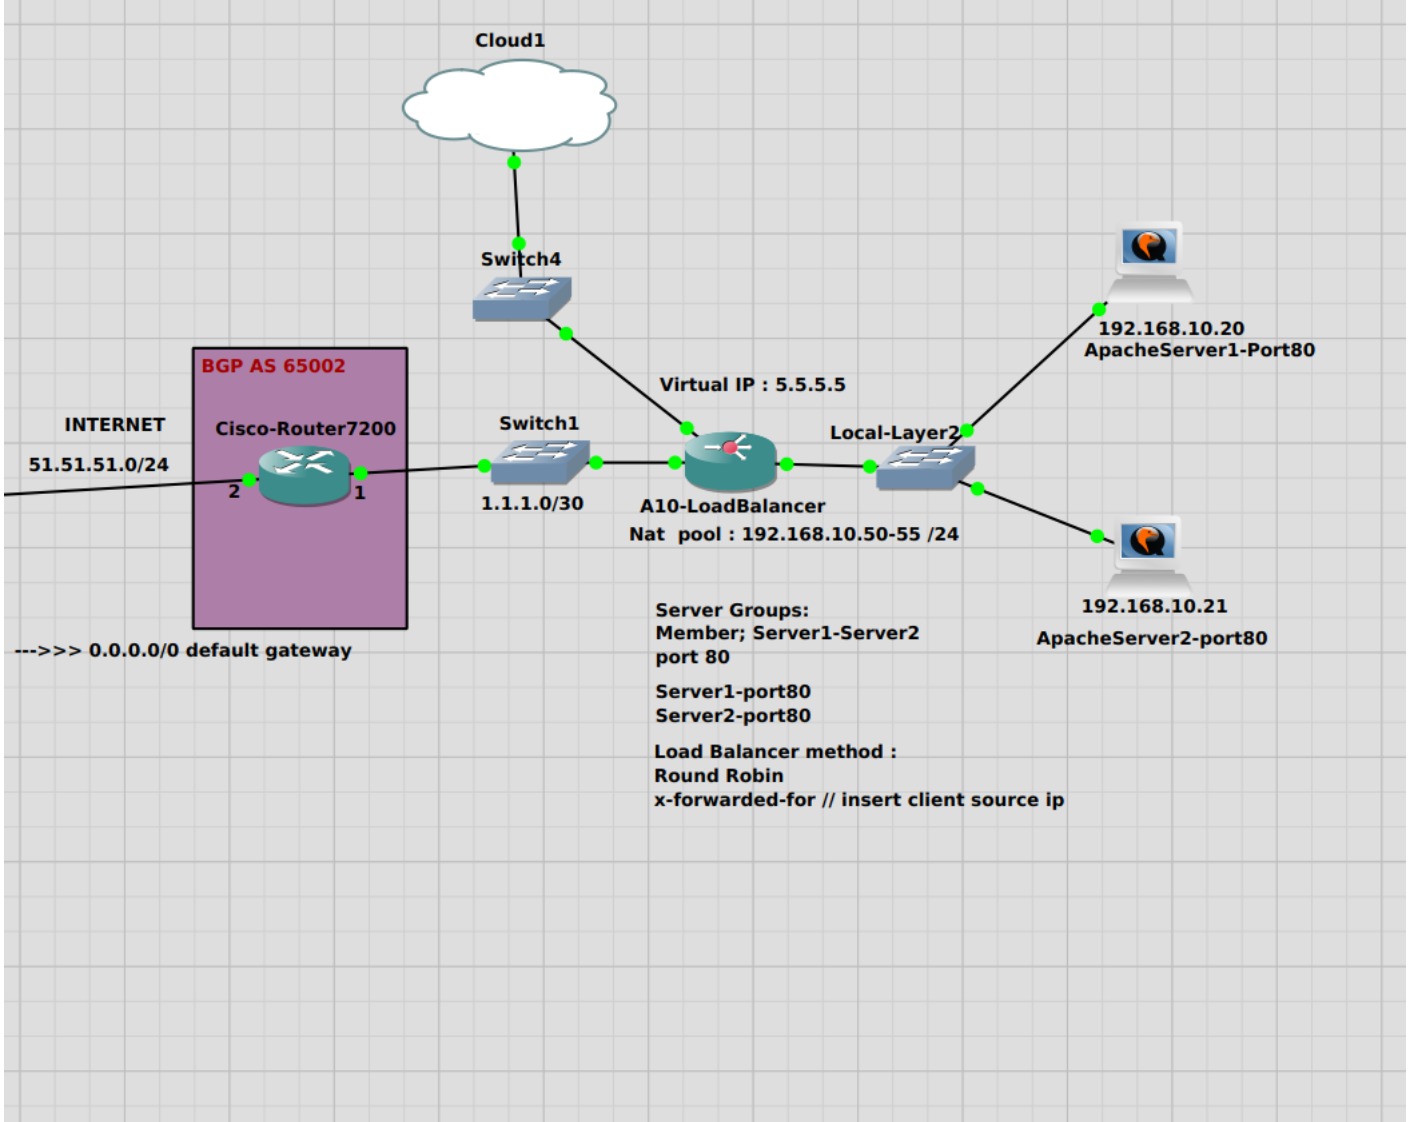 Cloud1
Switch4
BGP AS 65002
Virtual IP : 5.5.5.5
192.168.10.20
ApacheServer1-Port80
INTERNET
Cisco-Router7200
Switch1
Local-Layer2
51.51.51.0/24
2
1
1.1.1.0/30
A10-LoadBalancer
Nat  pool : 192.168.10.50-55 /24
192.168.10.21
ApacheServer2-port80
--->>> 0.0.0.0/0 default gateway
Server Groups:
Member; Server1-Server2
port 80
Server1-port80
Server2-port80
Load Balancer method :
Round Robin
x-forwarded-for // insert client source ip